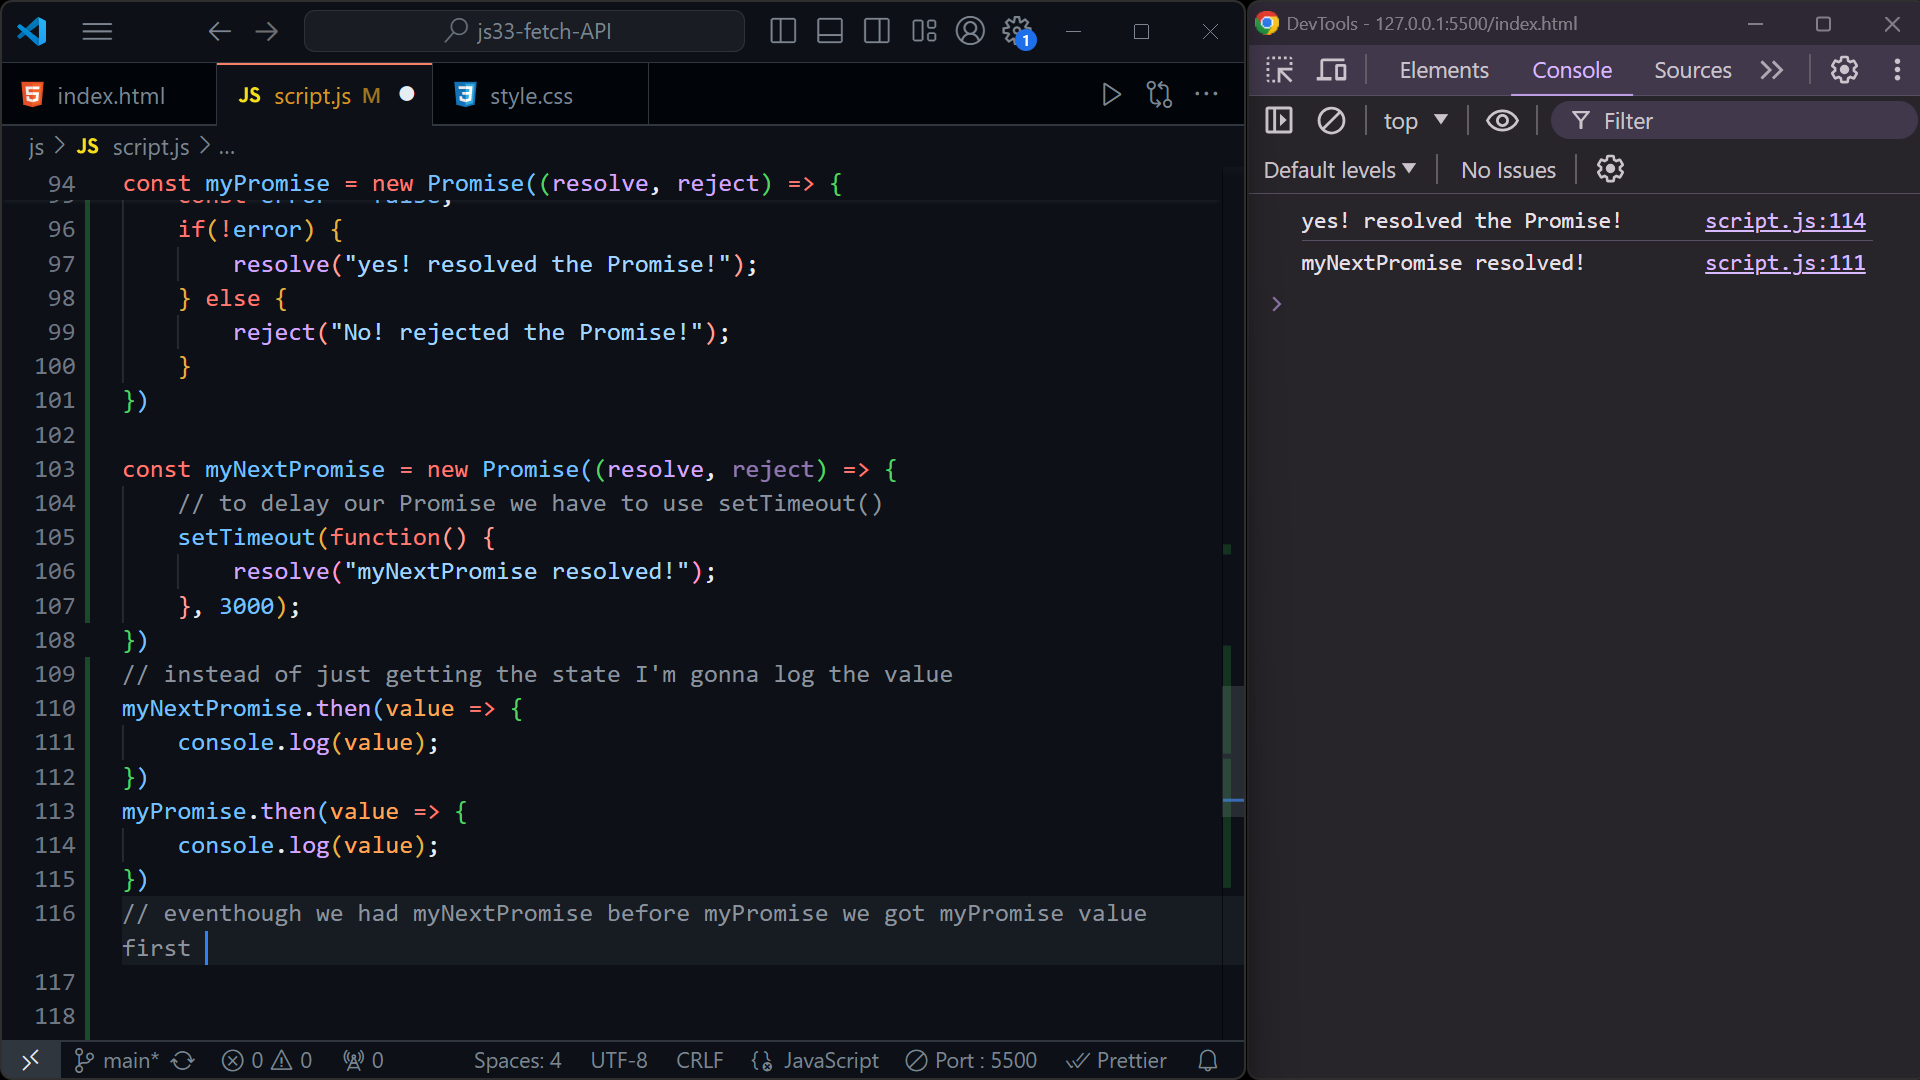 js33-fetch-API
1
index.html
JS script.js M
style.css
js > JS script.js > ...
94 const myPromise = new Promise((resolve, reject) => {
96 if(!error) {
97 resolve("yes! resolved the Promise!");
98 } else {
99 reject("No! rejected the Promise!");
100 }
101 })
102
103 const myNextPromise = new Promise((resolve, reject) => {
104 // to delay our Promise we have to use setTimeout()
105 setTimeout(function() {
106 resolve("myNextPromise resolved!");
107 }, 3000);
108 })
109 // instead of just getting the state I'm gonna log the value
110 myNextPromise.then(value => {
111 console.log(value);
112 })
113 myPromise.then(value => {
114 console.log(value);
115 })
116 // eventhough we had myNextPromise before myPromise we got myPromise value
first
117
118
main* 0 0 0 Spaces: 4 UTF-8 CRLF JavaScript Port : 5500 Prettier
DevTools - 127.0.0.1:5500/index.html
Elements Console Sources
top Filter
Default levels No Issues
yes! resolved the Promise! script.js:114
myNextPromise resolved! script.js:111